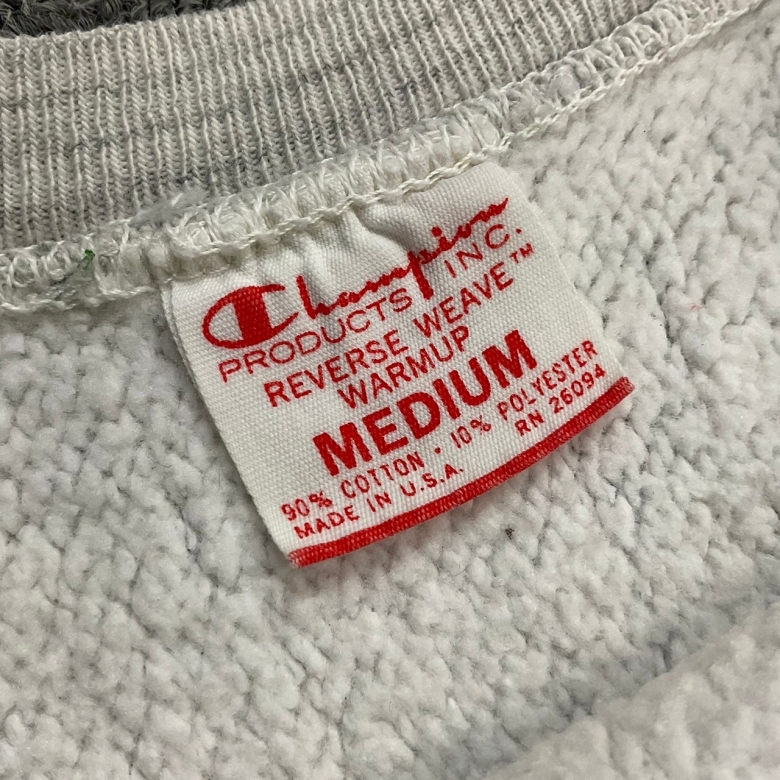 Champion
PRODUCTS INC.
REVERSE WEAVE™
WARMUP
MEDIUM
90% COTTON · 10% POLYESTER
MADE IN U.S.A. RN 26094